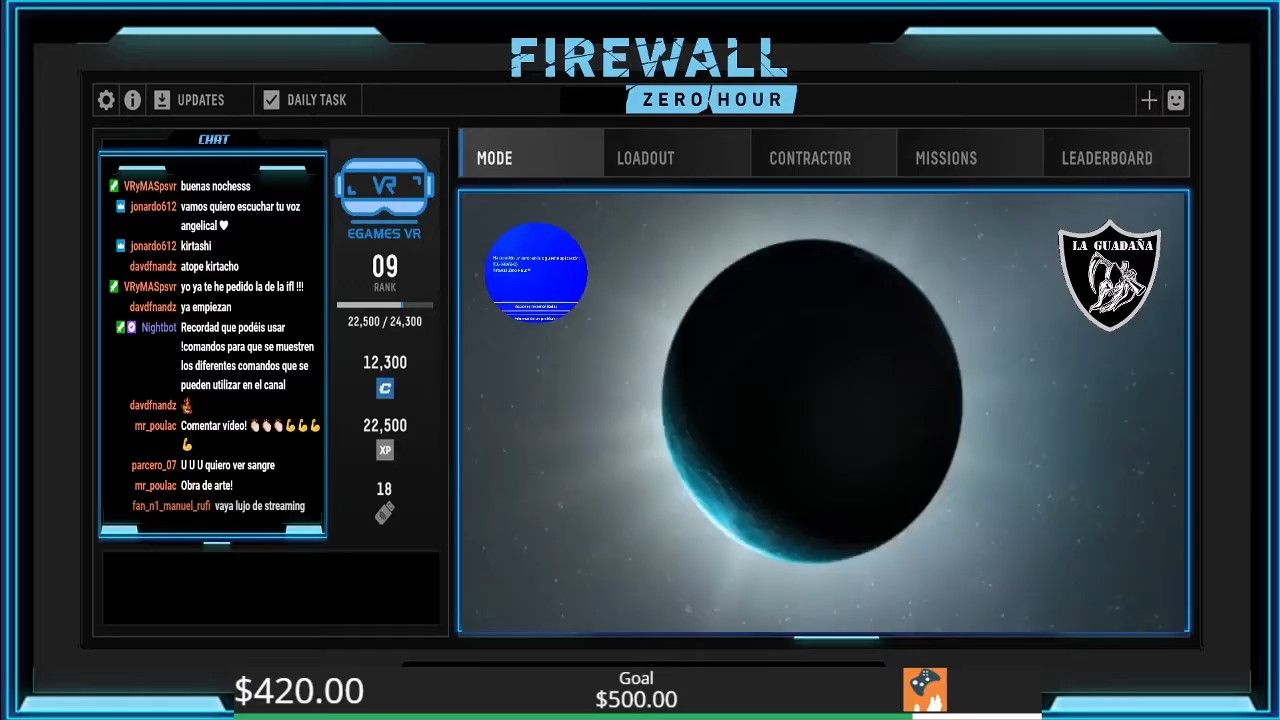 FIREWALL
ZERO HOUR
UPDATES
DAILY TASK
CHAT
VRyMASpsvr buenas nochesss
jonardo612 vamos quiero escuchar tu voz
angelical
jonardo612 kirtashi
davdfnandz atope kirtacho
VRyMASpsvr yo ya te he pedido la de la ifl !!!
davdfnandz ya empiezan
Nightbot Recordad que podéis usar
!comandos para que se muestren
los diferentes comandos que se
pueden utilizar en el canal
davdfnandz
mr_poulac Comentar vídeo! 👏🏻👏🏻👏🏻💪💪💪
💪
parcero_07 U U U quiero ver sangre
mr_poulac Obra de arte!
fan_n1_manuel_rufi vaya lujo de streaming
VR
EGAMES VR
09
RANK
22,500 / 24,300
12,300
C
22,500
XP
18
MODE
LOADOUT
CONTRACTOR
MISSIONS
LEADERBOARD
LA GUADAÑA
$420.00
Goal
$500.00